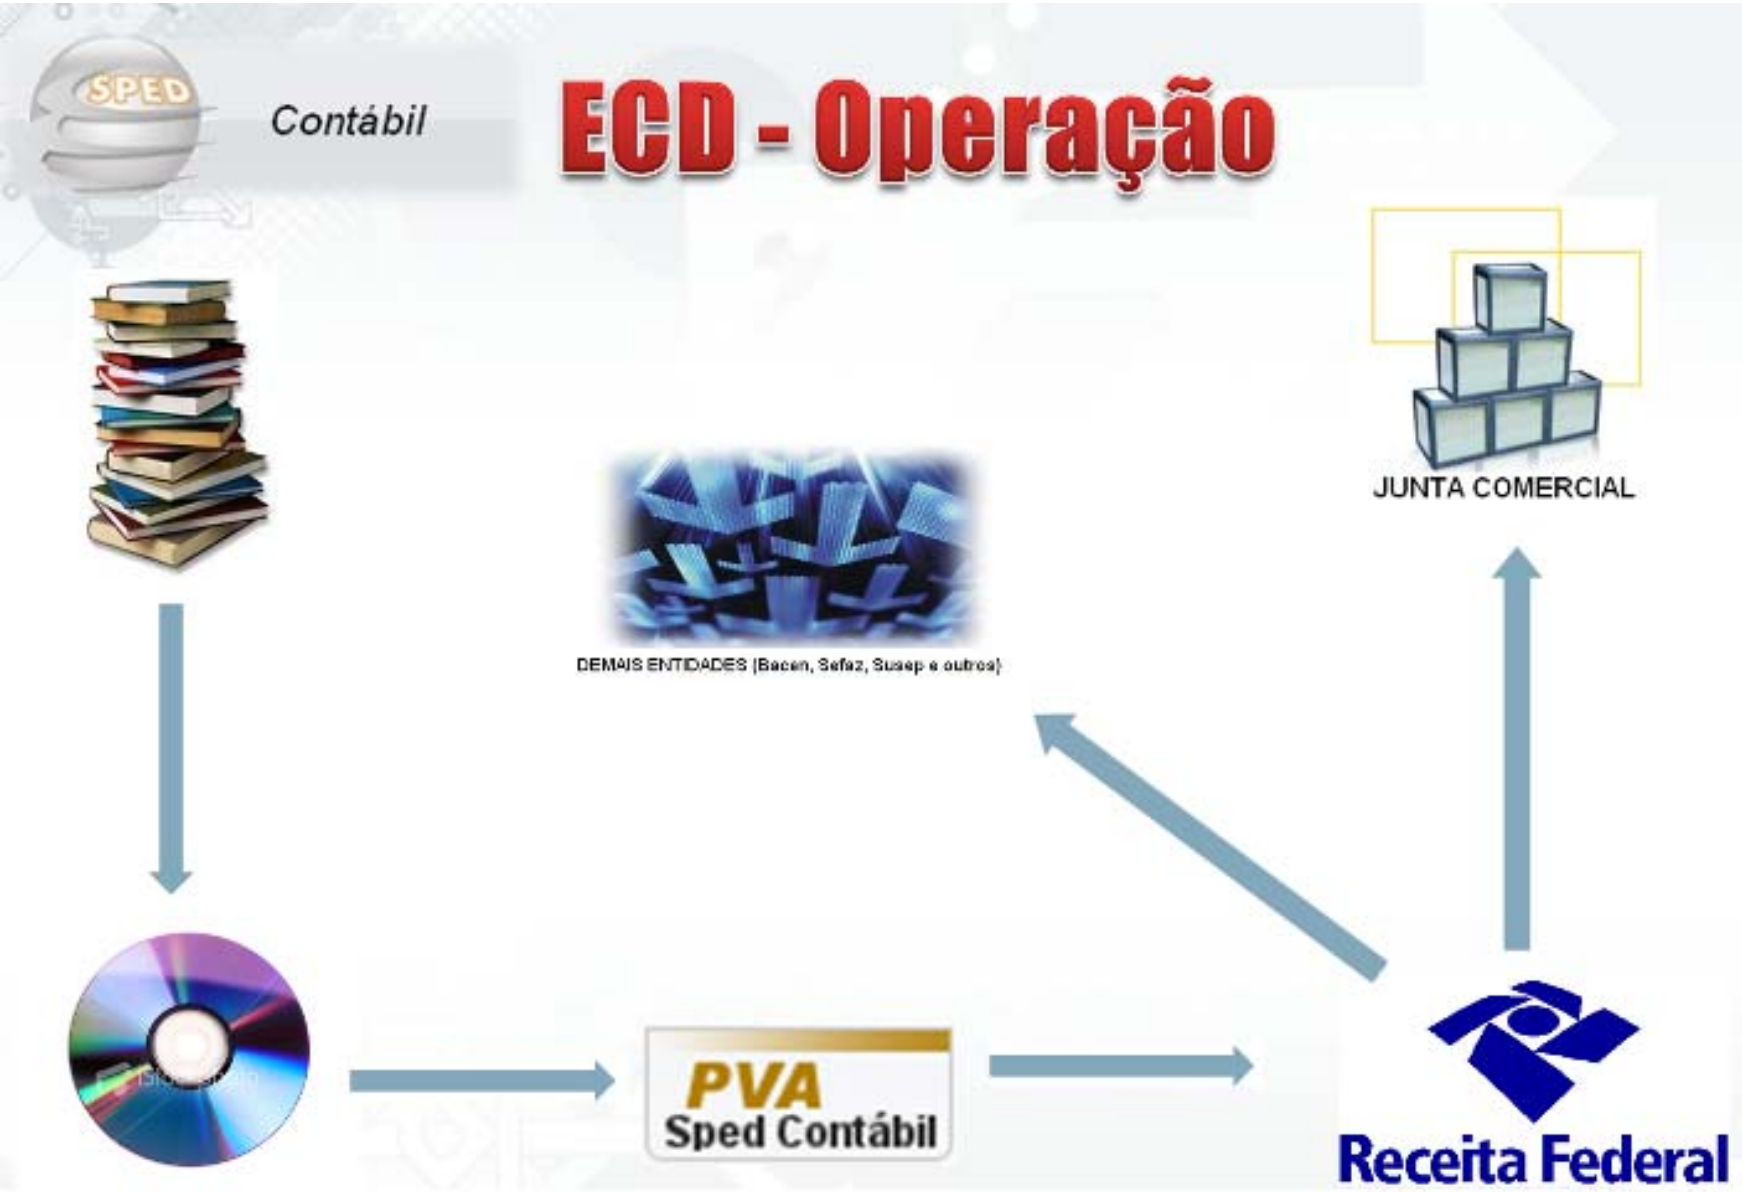 SPED
Contábil
ECD - Operação
JUNTA COMERCIAL
DEMAIS ENTIDADES (Bacen, Sefaz, Susep e outros)
PVA
Sped Contábil
Receita Federal